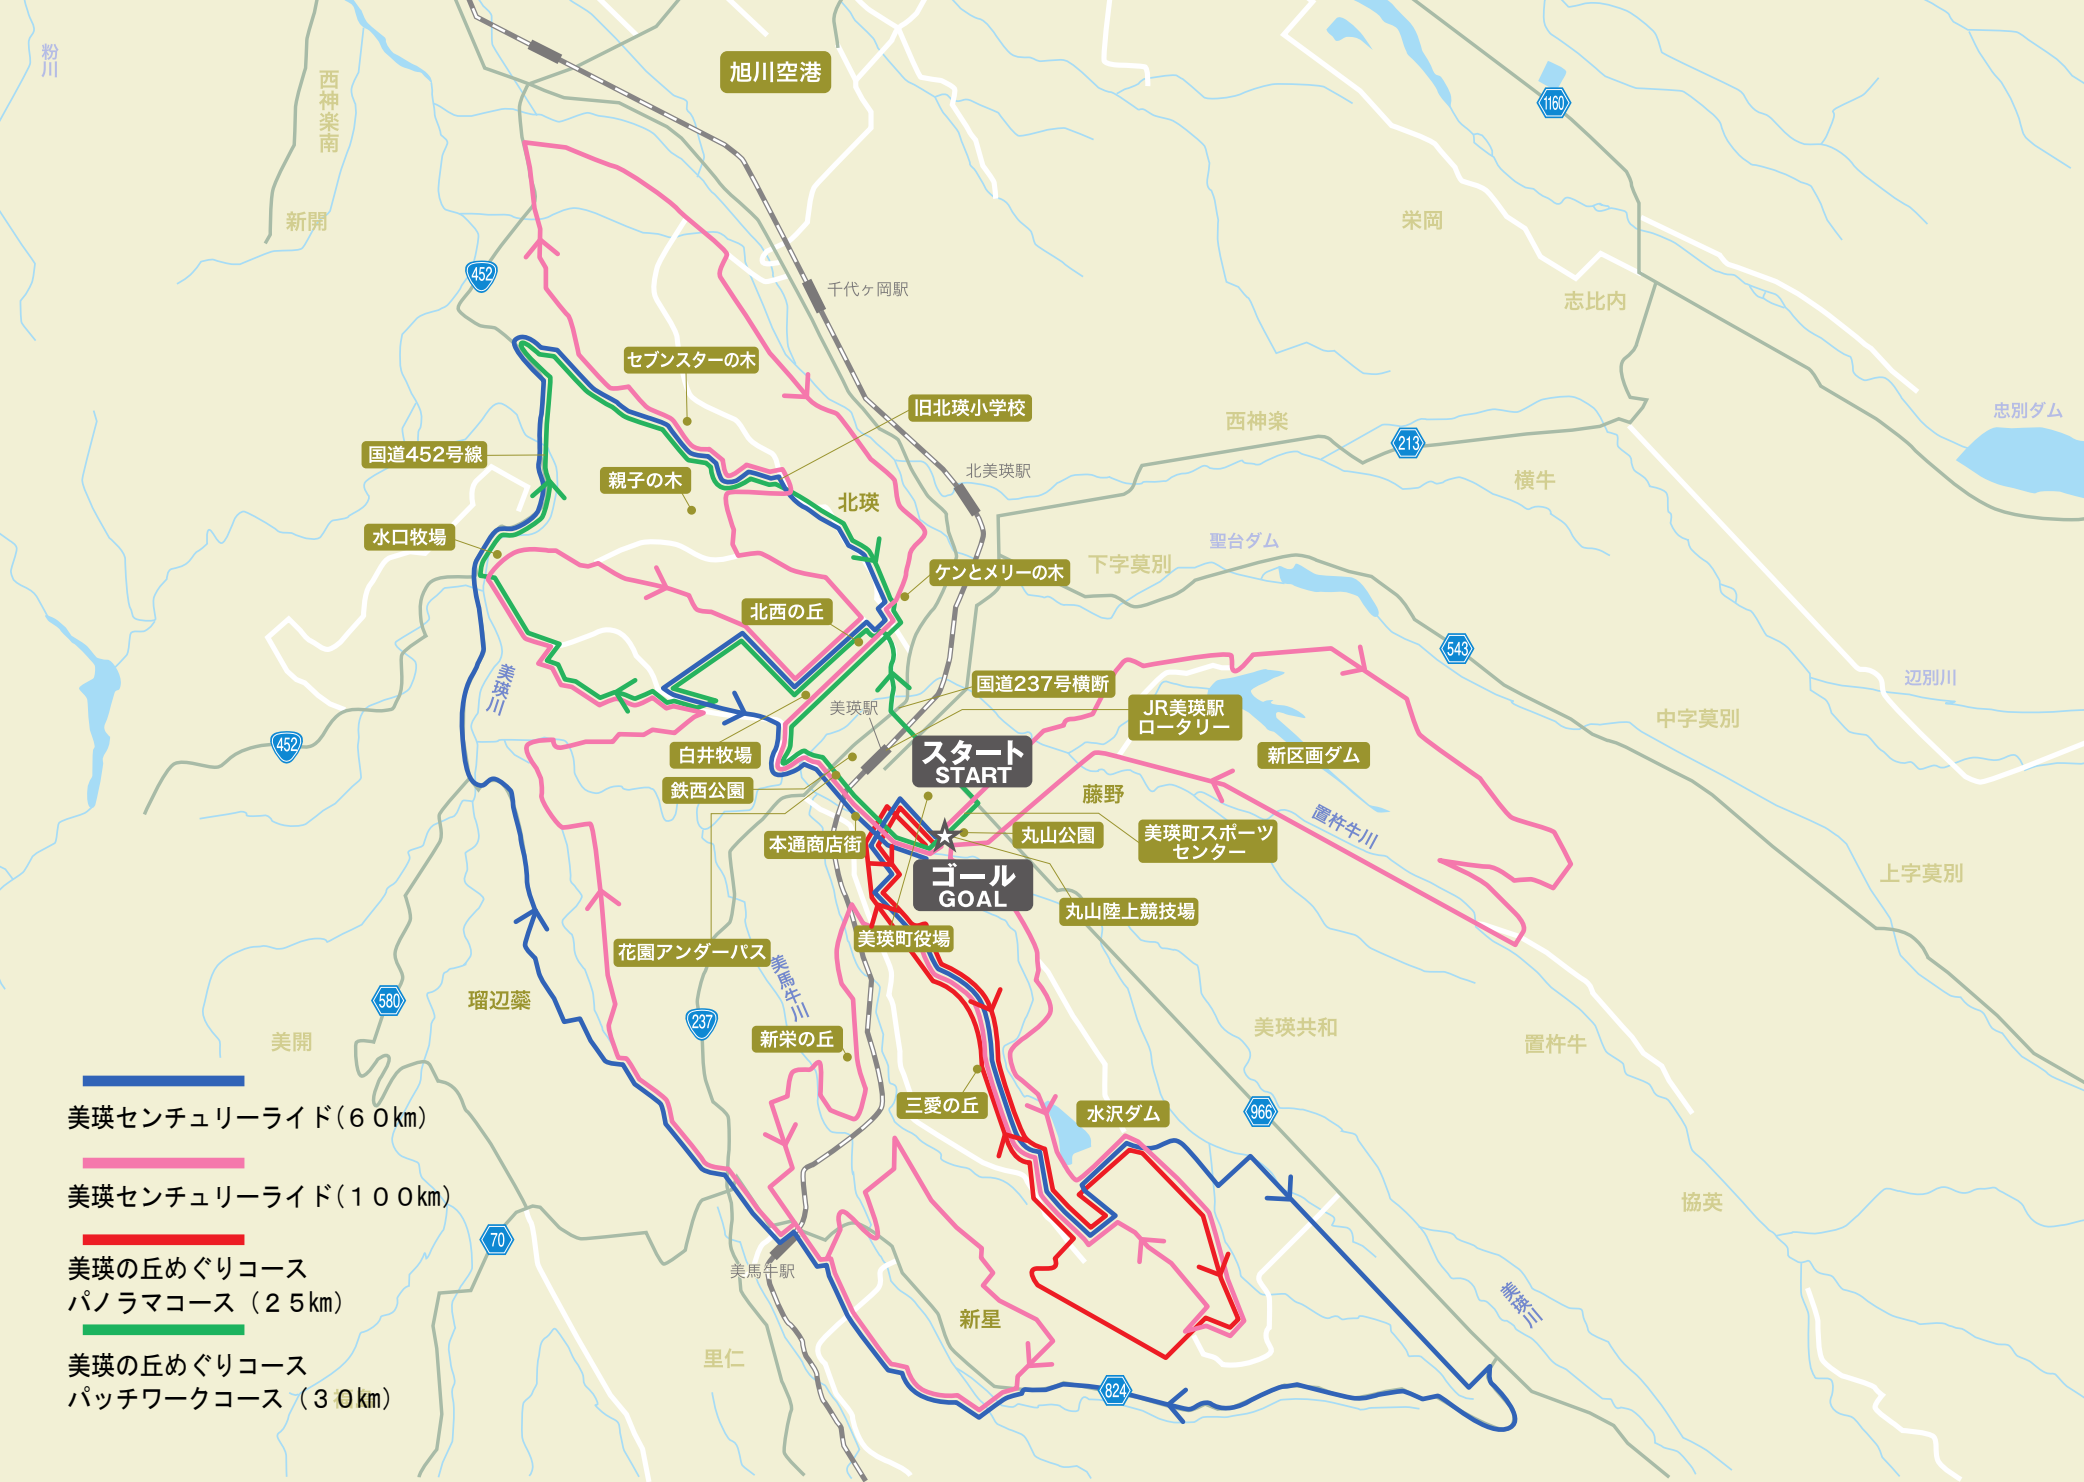 粉川
西神楽南
旭川空港
1160
新開
栄岡
452
千代ヶ岡駅
志比内
セブンスターの木
旧北瑛小学校
忠別ダム
国道452号線
西神楽
213
親子の木
北美瑛駅
横牛
北瑛
水口牧場
聖台ダム
下字莫別
ケンとメリーの木
北西の丘
543
美瑛川
国道237号横断
辺別川
美瑛駅
JR美瑛駅
ロータリー
中字莫別
452
白井牧場
スタート
START
新区画ダム
鉄西公園
藤野
置杵牛川
本通商店街
丸山公園
美瑛町スポーツ
センター
ゴール
GOAL
上字莫別
丸山陸上競技場
花園アンダーパス
美瑛町役場
美馬牛川
580
瑠辺蘂
237
美瑛共和
美開
新栄の丘
置杵牛
三愛の丘
水沢ダム
966
美瑛センチュリーライド(60㎞)
美瑛センチュリーライド(100㎞)
協英
70
美馬牛駅
美瑛の丘めぐりコース
パノラマコース(25㎞)
新星
美瑛川
里仁
美瑛の丘めぐりコース
パッチワークコース(30㎞)
824